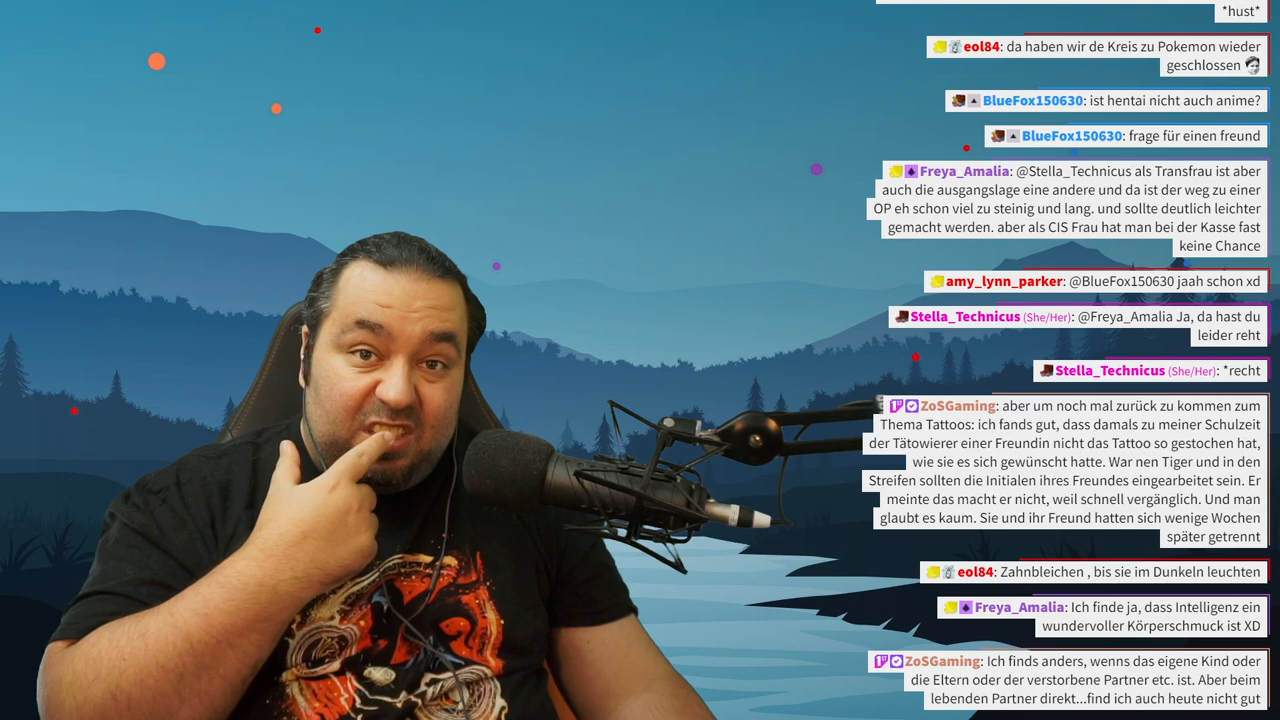 *hust*
eol84: da haben wir de Kreis zu Pokemon wieder
geschlossen
BlueFox150630: ist hentai nicht auch anime?
BlueFox150630: frage für einen freund
Freya_Amalia: @Stella_Technicus als Transfrau ist aber
auch die ausgangslage eine andere und da ist der weg zu einer
OP eh schon viel zu steinig und lang. und sollte deutlich leichter
gemacht werden. aber als CIS Frau hat man bei der Kasse fast
keine Chance
amy_lynn_parker: @BlueFox150630 jaah schon xd
Stella_Technicus (She/Her): @Freya_Amalia Ja, da hast du
leider reht
Stella_Technicus (She/Her): *recht
ZoSGaming: aber um noch mal zurück zu kommen zum
Thema Tattoos: ich fands gut, dass damals zu meiner Schulzeit
der Tätowierer einer Freundin nicht das Tattoo so gestochen hat,
wie sie es sich gewünscht hatte. War nen Tiger und in den
Streifen sollten die Initialen ihres Freundes eingearbeitet sein. Er
meinte das macht er nicht, weil schnell vergänglich. Und man
glaubt es kaum. Sie und ihr Freund hatten sich wenige Wochen
später getrennt
eol84: Zahnbleichen , bis sie im Dunkeln leuchten
Freya_Amalia: Ich finde ja, dass Intelligenz ein
wundervoller Körperschmuck ist XD
ZoSGaming: Ich finds anders, wenns das eigene Kind oder
die Eltern oder der verstorbene Partner etc. ist. Aber beim
lebenden Partner direkt...find ich auch heute nicht gut